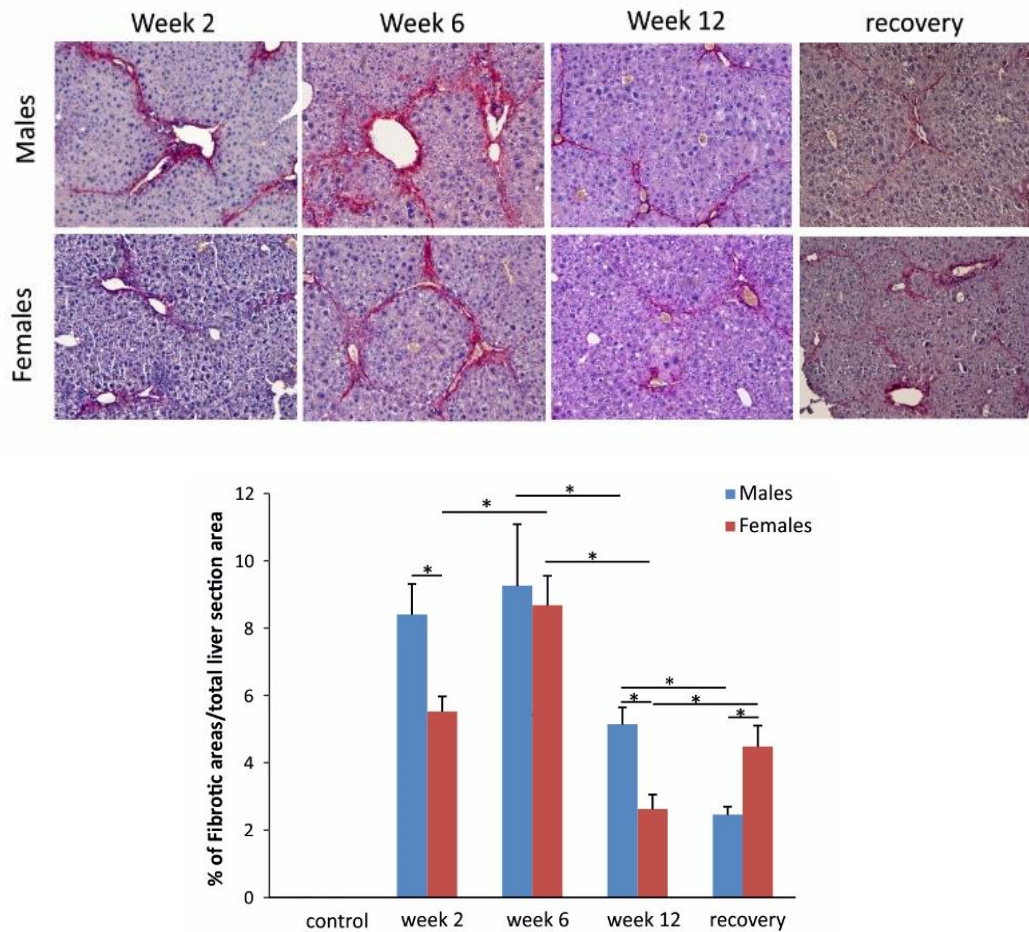 Week 2 Week 6 Week 12 recovery
Males
Females
% of Fibrotic areas/total liver section area
12
10
8
6
4
2
0
Males
Females
*
*
*
*
*
*
*
*
control week 2 week 6 week 12 recovery